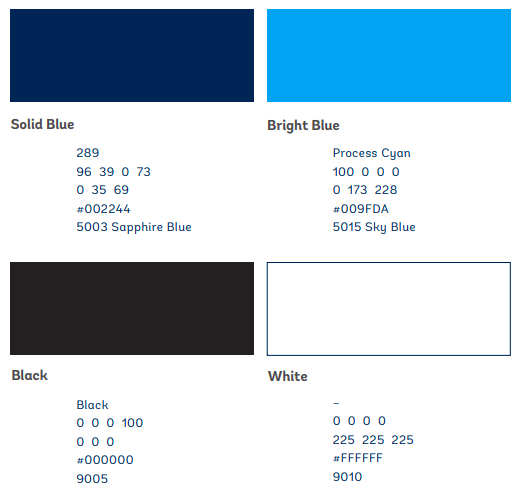 Solid Blue
289
96 39 0 73
0 35 69
#002244
5003 Sapphire Blue
Bright Blue
Process Cyan
100 0 0 0
0 173 228
#009FDA
5015 Sky Blue
Black
Black
0 0 0 100
0 0 0
#000000
9005
White
–
0 0 0 0
225 225 225
#FFFFFF
9010